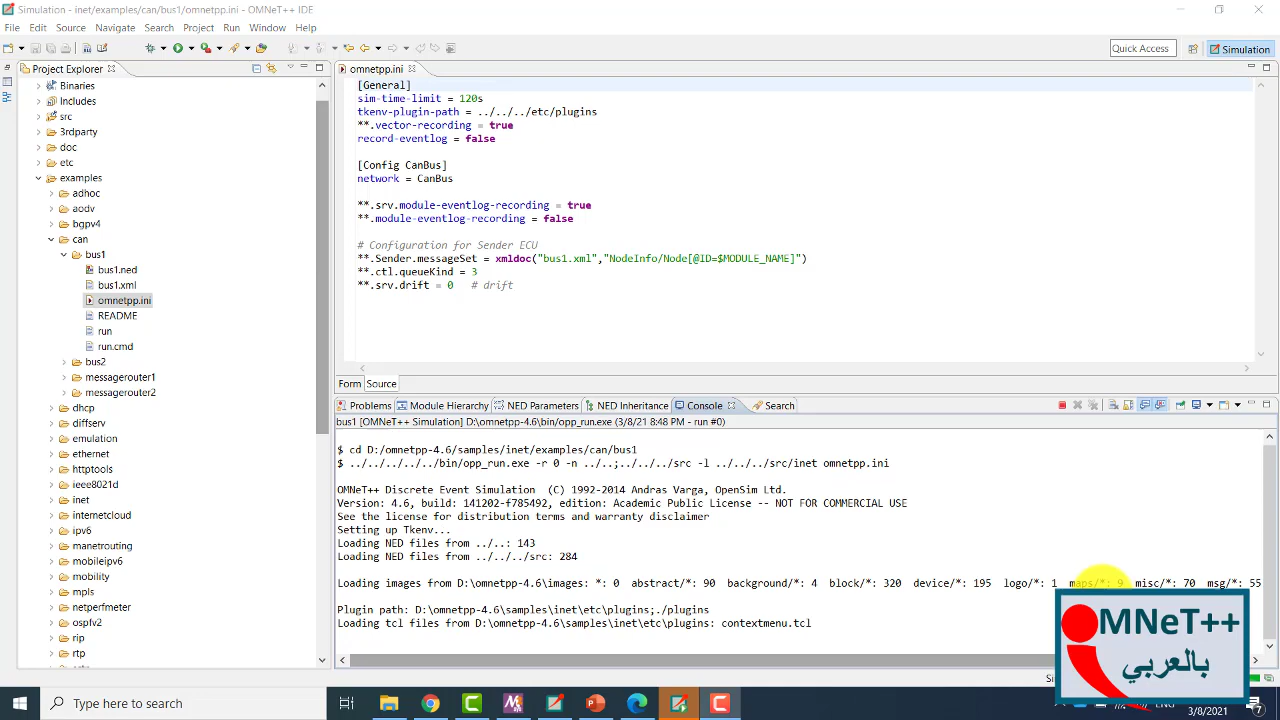 Simulation - inet/examples/can/bus1/omnetpp.ini - OMNeT++ IDE
File Edit Source Navigate Search Project Run Window Help
Quick Access
Simulation
Project Explorer
Binaries
Includes
src
3rdparty
doc
etc
examples
adhoc
aodv
bgpv4
can
bus1
bus1.ned
bus1.xml
omnetpp.ini
README
run
run.cmd
bus2
messagerouter1
messagerouter2
dhcp
diffserv
emulation
ethernet
httptools
ieee8021d
inet
internetcloud
ipv6
manetrouting
mobileipv6
mobility
mpls
netperfmeter
ospfv2
rip
rtp
omnetpp.ini
[General]
sim-time-limit = 120s
tkenv-plugin-path = ../../../etc/plugins
**.vector-recording = true
record-eventlog = false
[Config CanBus]
network = CanBus
**.srv.module-eventlog-recording = true
**.module-eventlog-recording = false
# Configuration for Sender ECU
**.Sender.messageSet = xmldoc("bus1.xml","NodeInfo/Node[@ID=$MODULE_NAME]")
**.ctl.queueKind = 3
**.srv.drift = 0 # drift
Form Source
Problems Module Hierarchy NED Parameters NED Inheritance Console Search
bus1 [OMNeT++ Simulation] D:\omnetpp-4.6\bin/opp_run.exe (3/8/21 8:48 PM - run #0)
$ cd D:/omnetpp-4.6/samples/inet/examples/can/bus1
$ ../../../../../bin/opp_run.exe -r 0 -n ../..;../../../src -l ../../../src/inet omnetpp.ini
OMNeT++ Discrete Event Simulation (C) 1992-2014 Andras Varga, OpenSim Ltd.
Version: 4.6, build: 141202-f785492, edition: Academic Public License -- NOT FOR COMMERCIAL USE
See the license for distribution terms and warranty disclaimer
Setting up Tkenv...
Loading NED files from ../..: 143
Loading NED files from ../../../src: 284
Loading images from D:\omnetpp-4.6\images: *: 0 abstract/*: 90 background/*: 4 block/*: 320 device/*: 195 logo/*: 1 maps/*: 9 misc/*: 70 msg/*: 55
Plugin path: D:\omnetpp-4.6\samples\inet\etc\plugins;./plugins
Loading tcl files from D:\omnetpp-4.6\samples\inet\etc\plugins: contextmenu.tcl
OMNeT++
بالعربي
Type here to search
3/8/2021
7